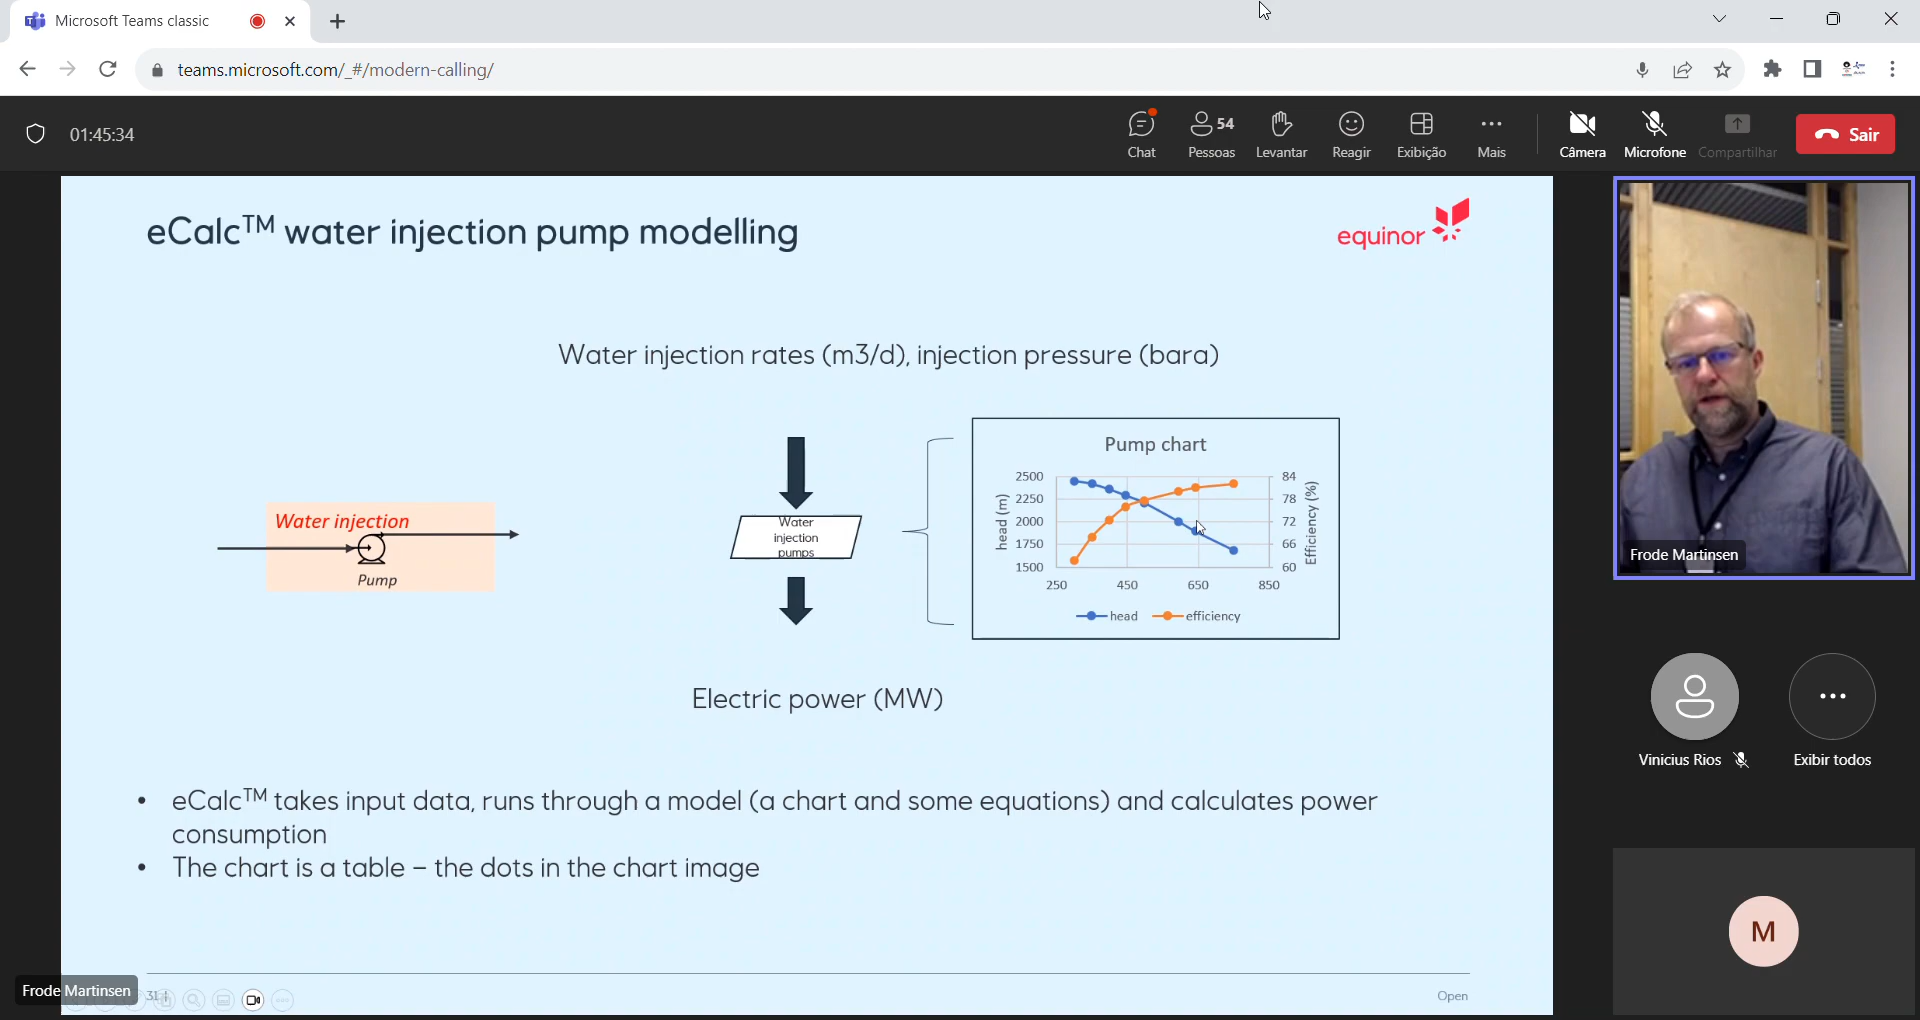 Microsoft Teams classic
teams.microsoft.com/_#/modern-calling/
01:45:34
54
Chat
Pessoas
Levantar
Reagir
Exibição
Mais
Câmera
Microfone
Compartilhar
Sair
eCalc™ water injection pump modelling
equinor
Water injection rates (m3/d), injection pressure (bara)
Water injection
Pump
Water
injection
pumps
Pump chart
2500
2250
2000
1750
1500
head (m)
84
78
72
66
60
Efficiency (%)
250 450 650 850
head efficiency
Electric power (MW)
• eCalc™ takes input data, runs through a model (a chart and some equations) and calculates power
consumption
• The chart is a table – the dots in the chart image
31 |
Open
Frode Martinsen
Frode Martinsen
Vinicius Rios
Exibir todos
M